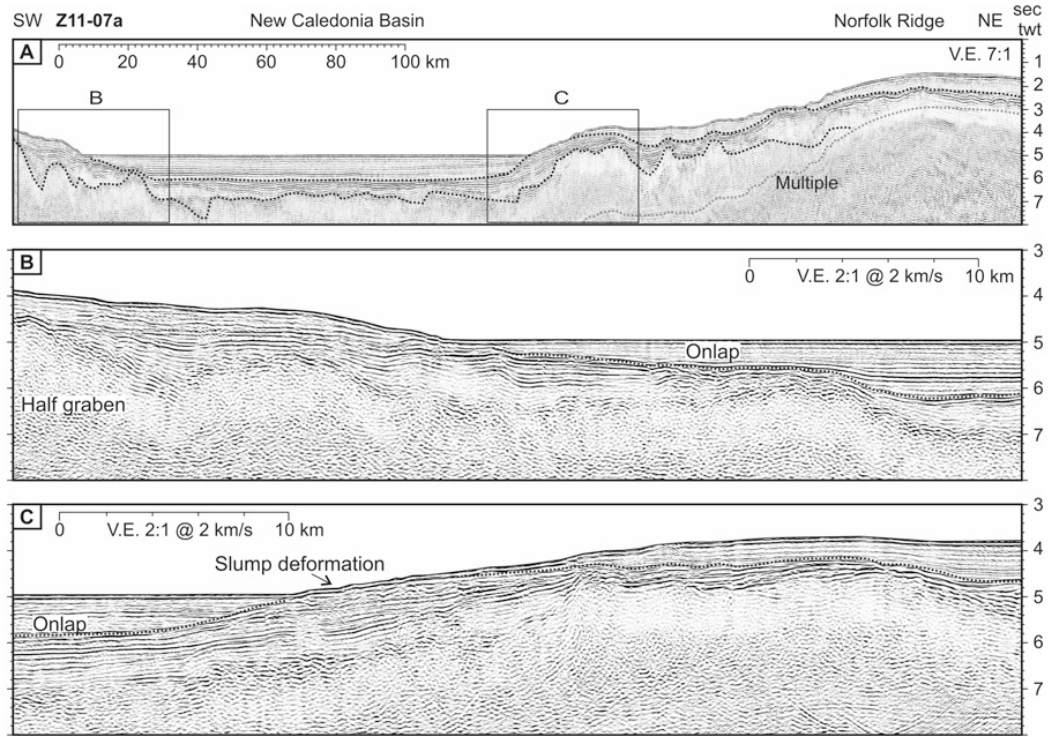 SW Z11-07a New Caledonia Basin Norfolk Ridge NE sec
twt
A
0 20 40 60 80 100 km
V.E. 7:1
B
C
Multiple
1
2
3
4
5
6
7
B
0 V.E. 2:1 @ 2 km/s 10 km
Onlap
Half graben
3
4
5
6
7
C
0 V.E. 2:1 @ 2 km/s 10 km
Slump deformation
Onlap
3
4
5
6
7